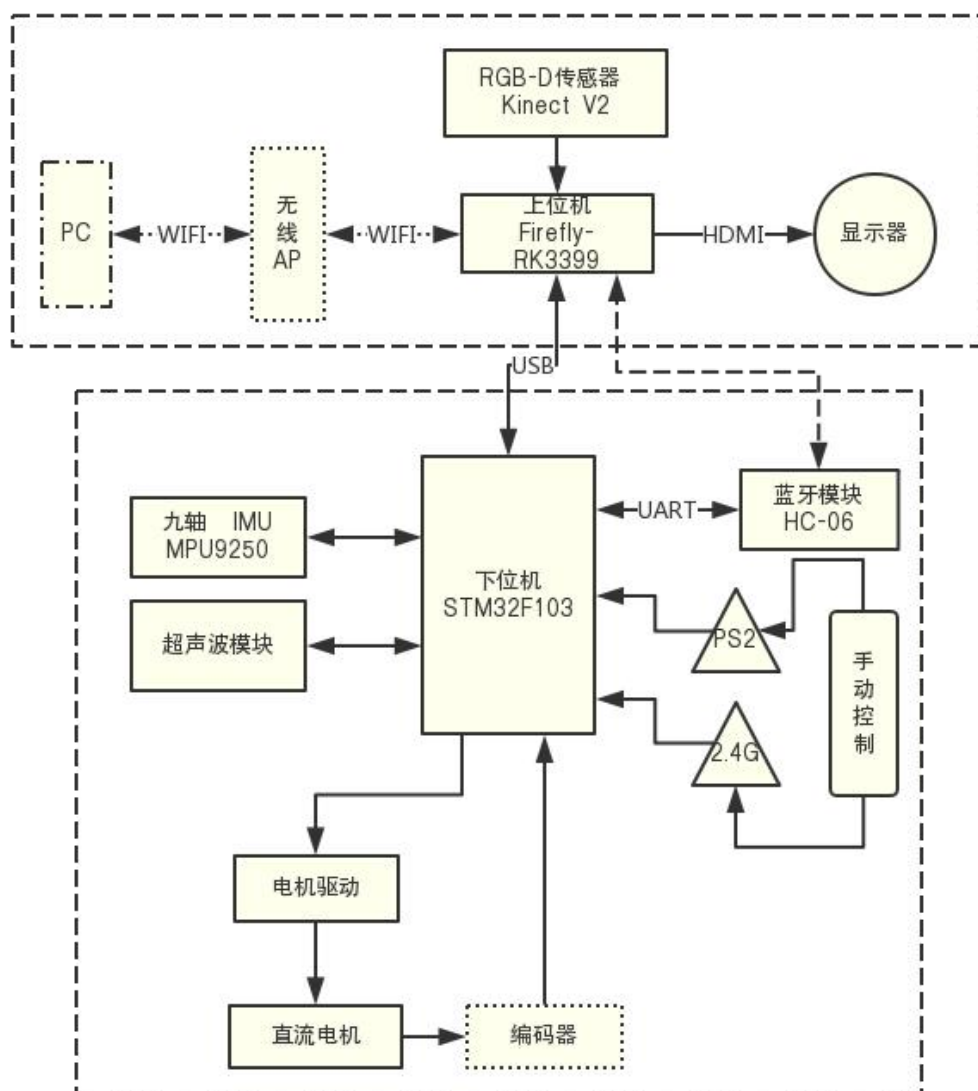 RGB-D传感器
Kinect V2
PC
WIFI
无
线
AP
WIFI
上位机
Firefly-
RK3399
HDMI
显示器
USB
九轴 IMU
MPU9250
超声波模块
下位机
STM32F103
UART
蓝牙模块
HC-06
PS2
2.4G
手
动
控
制
电机驱动
直流电机
编码器